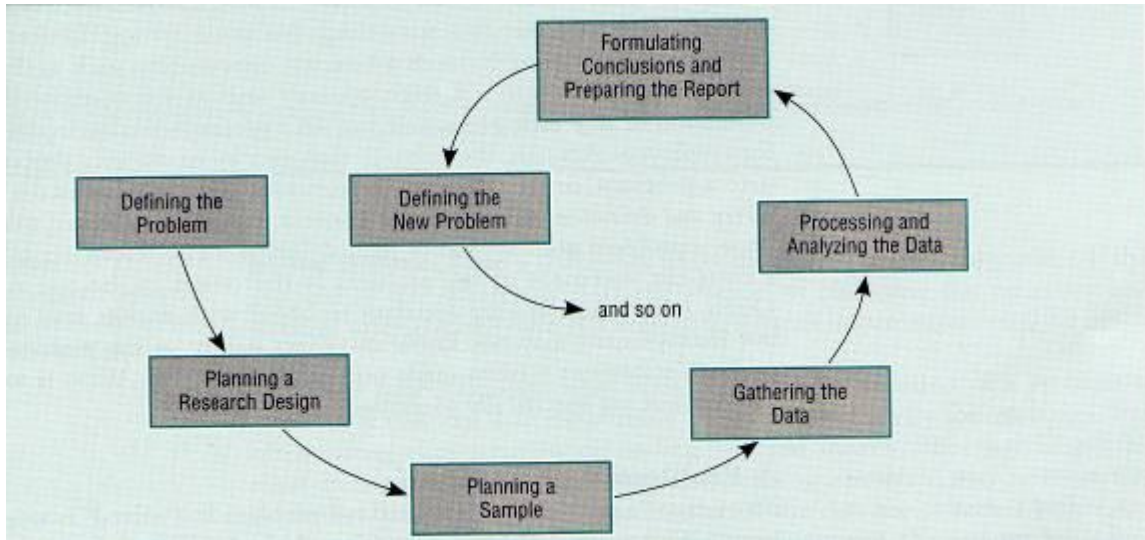 Formulating
Conclusions and
Preparing the Report
Defining the
Problem
Defining the
New Problem
Processing and
Analyzing the Data
and so on
Planning a
Research Design
Gathering the
Data
Planning a
Sample